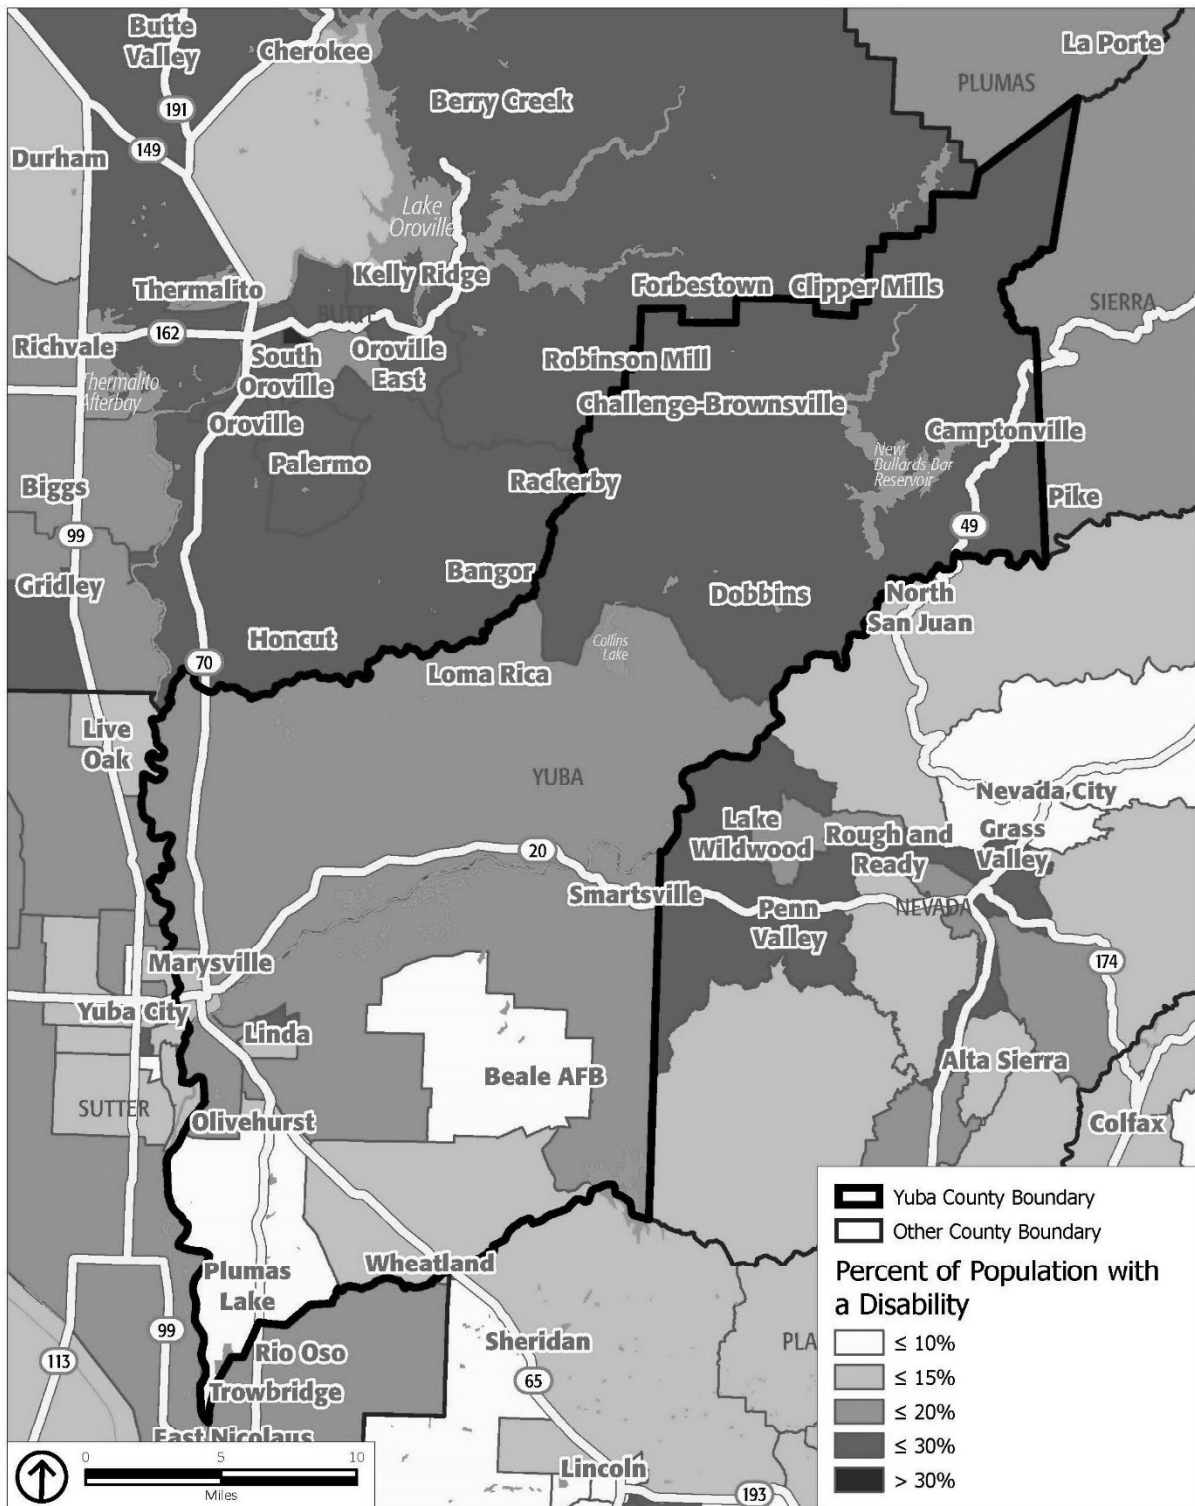 Butte
Valley
Cherokee
La Porte
PLUMAS
Berry Creek
191
149
Durham
Lake
Oroville
Kelly Ridge
Thermalito
Forbestown
Clipper Mills
SIERRA
BUTTE
162
Richvale
South
Oroville
Oroville
East
Robinson Mill
Thermalito
Afterbay
Challenge-Brownsville
Oroville
Camptonville
Palermo
New
Bullards Bar
Reservoir
Rackerby
Biggs
Pike
99
49
Gridley
Bangor
Dobbins
North
San Juan
Honcut
Collins
Lake
70
Loma Rica
Live
Oak
YUBA
Nevada City
Lake
Wildwood
Rough and
Ready
Grass
Valley
20
Smartsville
Penn
Valley
NEVADA
Marysville
174
Yuba City
Linda
Beale AFB
Alta Sierra
SUTTER
Olivehurst
Colfax
Wheatland
Plumas
Lake
99
Sheridan
PLA
Rio Oso
113
Trowbridge
65
East Nicolaus
Lincoln
193
0 5 10
Miles
Yuba County Boundary
Other County Boundary
Percent of Population with
a Disability
≤ 10%
≤ 15%
≤ 20%
≤ 30%
> 30%